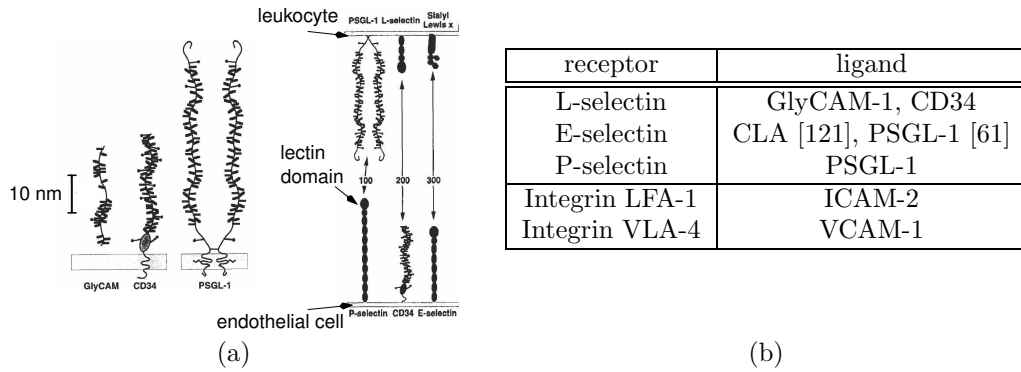 leukocyte
PSGL-1 L-selectin Sialyl Lewis x
lectin domain
100 200 300
10 nm
GlyCAM CD34 PSGL-1
endothelial cell
P-selectin CD34 E-selectin
(a)
receptor ligand
L-selectin GlyCAM-1, CD34
E-selectin CLA [121], PSGL-1 [61]
P-selectin PSGL-1
Integrin LFA-1 ICAM-2
Integrin VLA-4 VCAM-1
(b)